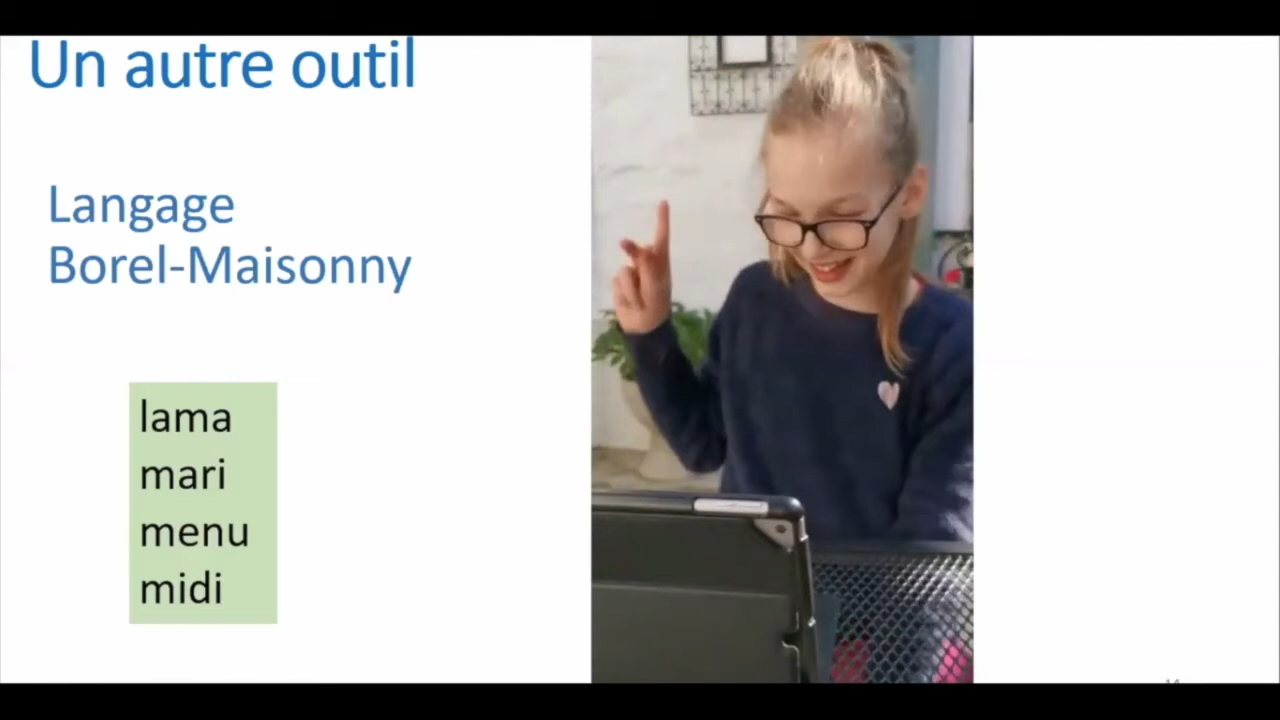 Un autre outil
Langage
Borel-Maisonny
lama
mari
menu
midi